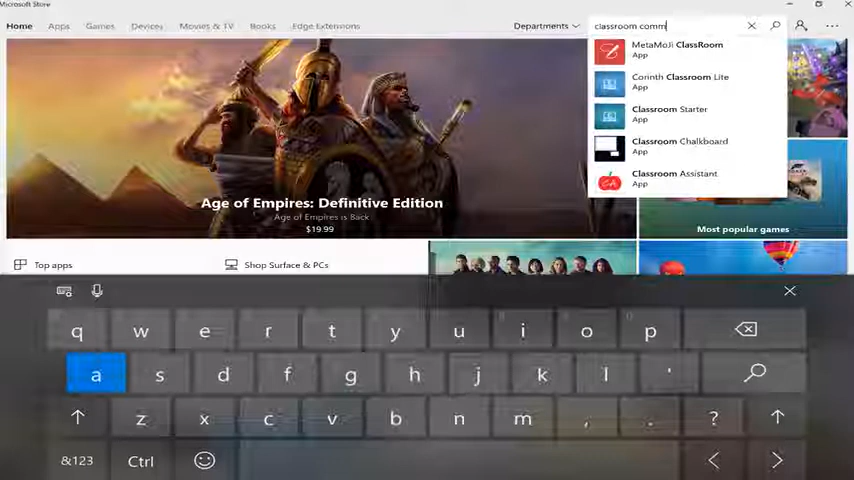 Microsoft Store
Home Apps Games Devices Movies & TV Books Edge Extensions Departments classroom comm
MetaMoJi ClassRoom
App
Corinth Classroom Lite
App
Classroom Starter
App
Classroom Chalkboard
App
Classroom Assistant
App
CA
Age of Empires: Definitive Edition
Age of Empires is Back
$19.99
Most popular games
Top apps Shop Surface & PCs
q w e r t y u i o p
a s d f g h j k l '
z x c v b n m , . ?
&123 Ctrl